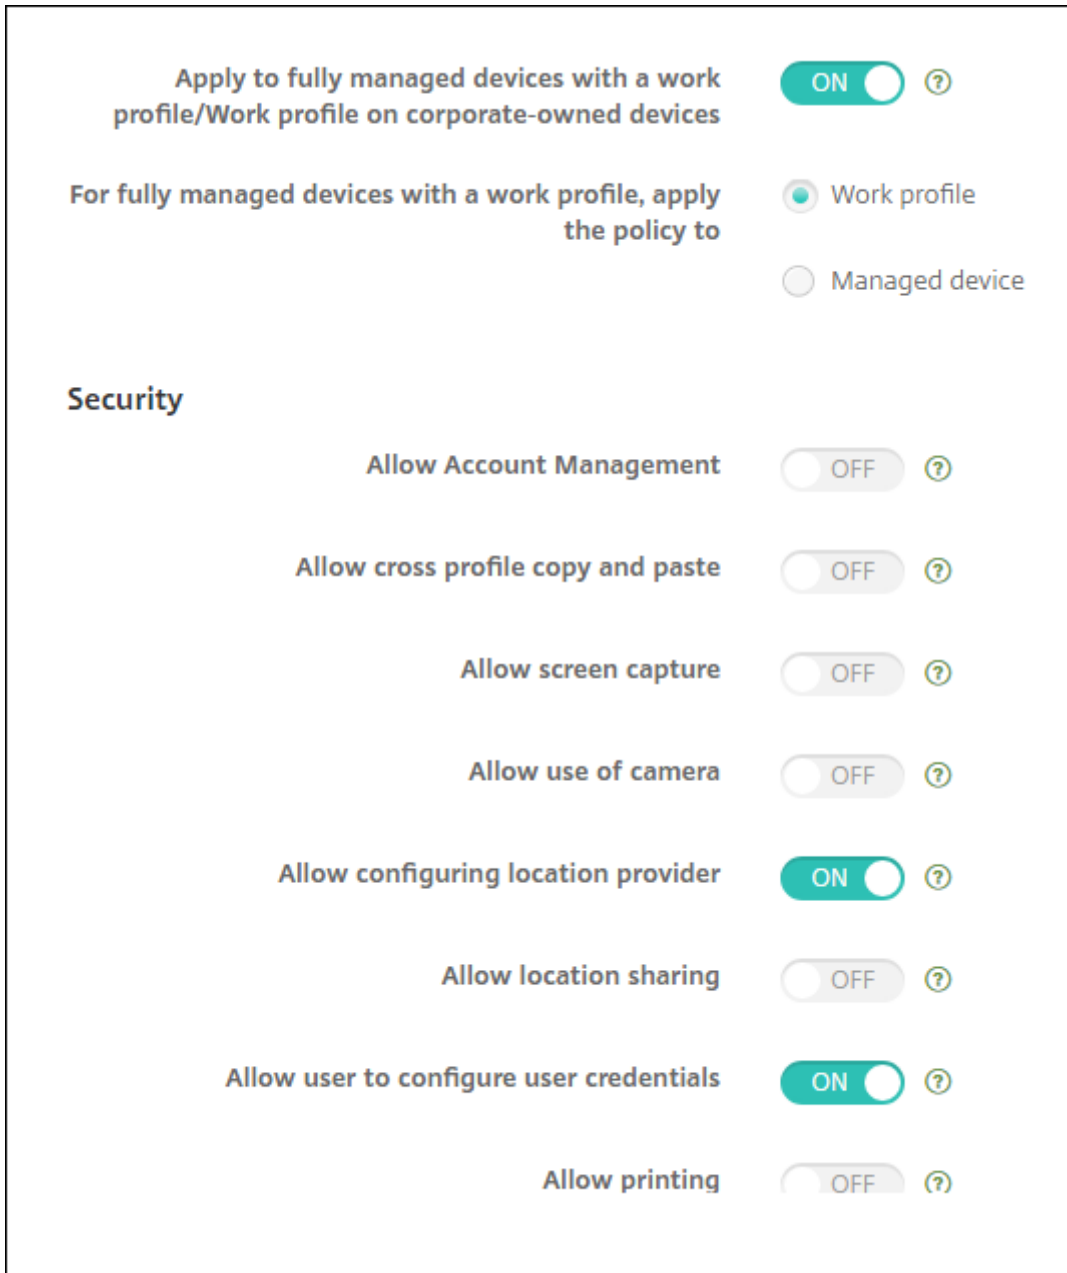 Apply to fully managed devices with a work
profile/Work profile on corporate-owned devices
ON
?
For fully managed devices with a work profile, apply
the policy to
Work profile
Managed device
Security
Allow Account Management
OFF
?
Allow cross profile copy and paste
OFF
?
Allow screen capture
OFF
?
Allow use of camera
OFF
?
Allow configuring location provider
ON
?
Allow location sharing
OFF
?
Allow user to configure user credentials
ON
?
Allow printing
OFF
?